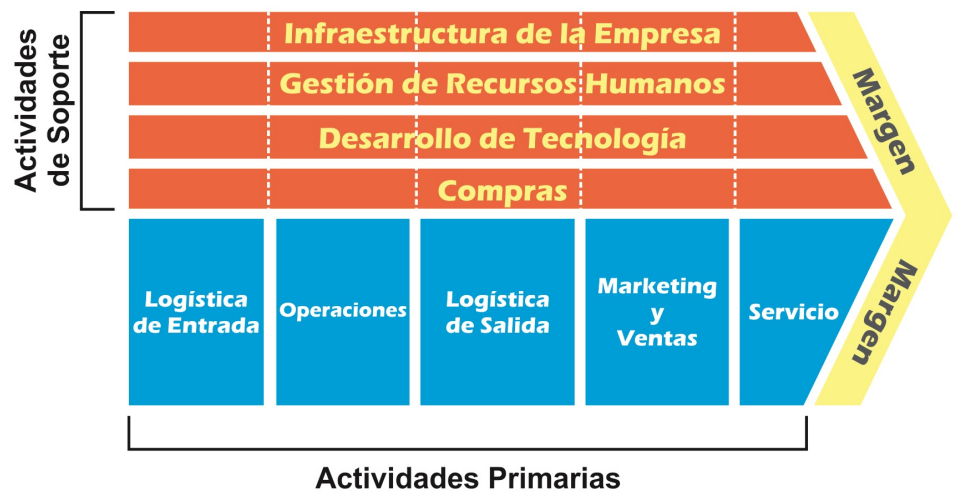 Actividades
de Soporte
Infraestructura de la Empresa
Gestión de Recursos Humanos
Desarrollo de Tecnología
Compras
Margen
Margen
Logística
de Entrada
Operaciones
Logística
de Salida
Marketing
y
Ventas
Servicio
Actividades Primarias